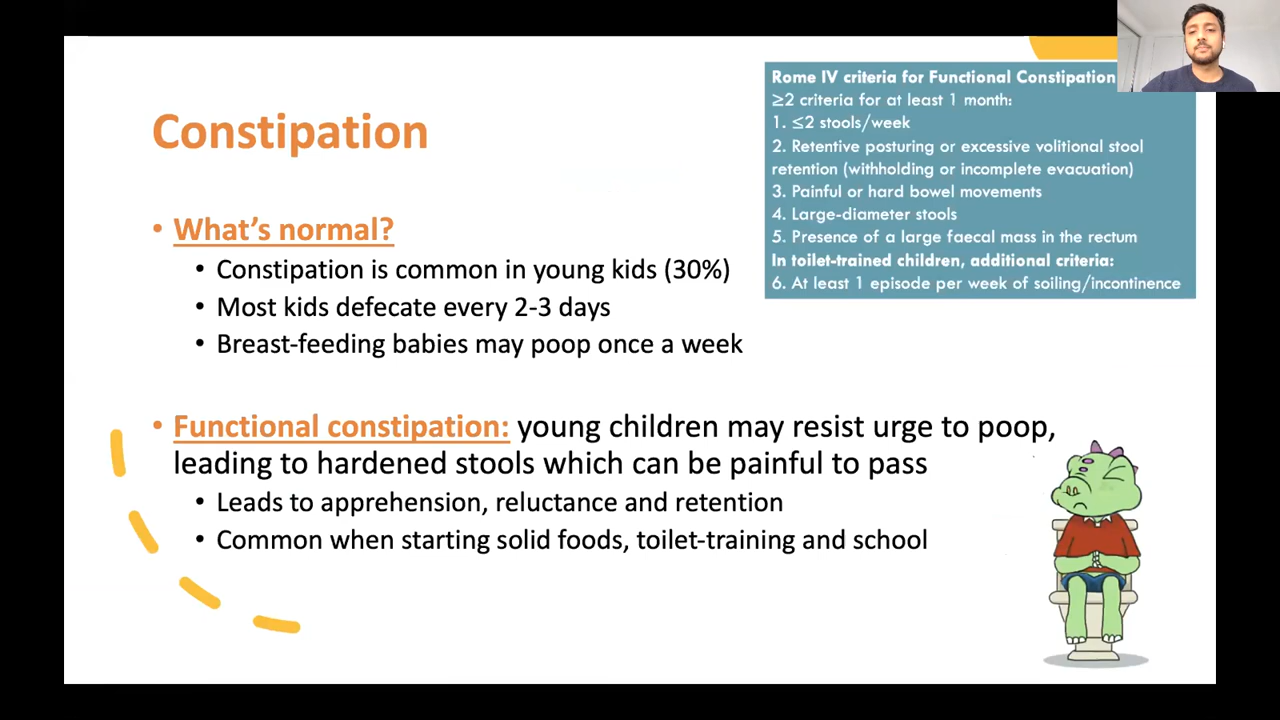 Constipation
• What's normal?
• Constipation is common in young kids (30%)
• Most kids defecate every 2-3 days
• Breast-feeding babies may poop once a week
• Functional constipation: young children may resist urge to poop,
leading to hardened stools which can be painful to pass
• Leads to apprehension, reluctance and retention
• Common when starting solid foods, toilet-training and school
Rome IV criteria for Functional Constipation
≥2 criteria for at least 1 month:
1. ≤2 stools/week
2. Retentive posturing or excessive volitional stool
retention (withholding or incomplete evacuation)
3. Painful or hard bowel movements
4. Large-diameter stools
5. Presence of a large faecal mass in the rectum
In toilet-trained children, additional criteria:
6. At least 1 episode per week of soiling/incontinence